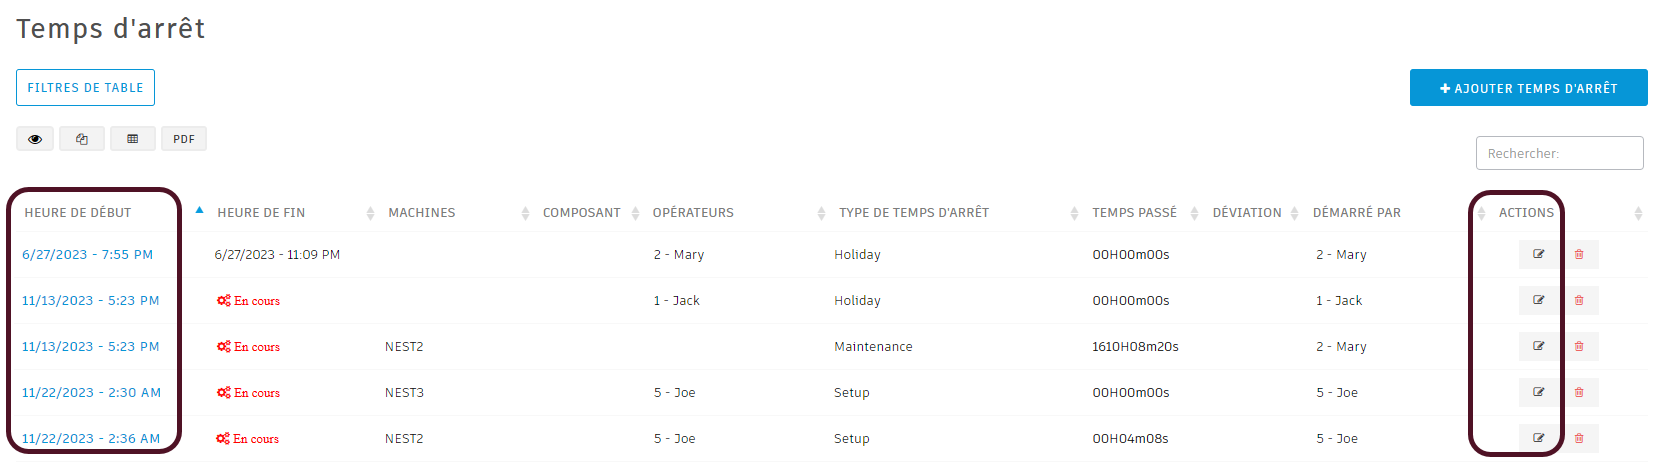 Temps d'arrêt
FILTRES DE TABLE
AJOUTER TEMPS D'ARRÊT
PDF
Rechercher:
HEURE DE DÉBUT HEURE DE FIN MACHINES COMPOSANT OPÉRATEURS TYPE DE TEMPS D'ARRÊT TEMPS PASSÉ DÉVIATION DÉMARRÉ PAR ACTIONS
6/27/2023 - 7:55 PM 6/27/2023 - 11:09 PM 2 - Mary Holiday 00H00m00s 2 - Mary
11/13/2023 - 5:23 PM En cours 1 - Jack Holiday 00H00m00s 1 - Jack
11/13/2023 - 5:23 PM En cours NEST2 Maintenance 1610H08m20s 2 - Mary
11/22/2023 - 2:30 AM En cours NEST3 5 - Joe Setup 00H00m00s 5 - Joe
11/22/2023 - 2:36 AM En cours NEST2 5 - Joe Setup 00H04m08s 5 - Joe